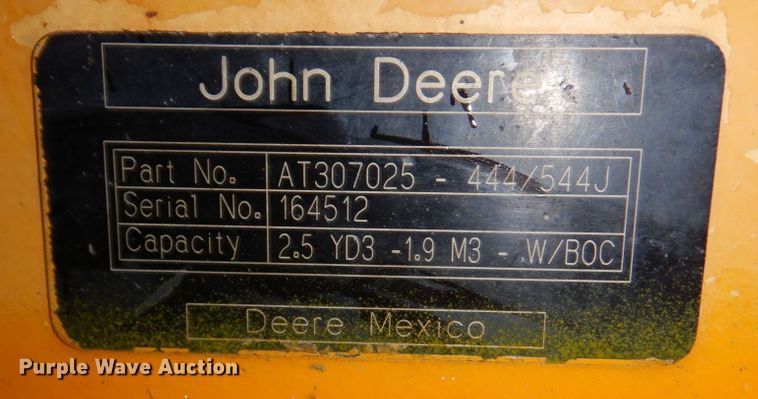 John Deere
Part No. AT307025 - 444/544J
Serial No. 164512
Capacity 2.5 YD3 -1.9 M3 - W/BOC
Deere Mexico
Purple Wave Auction